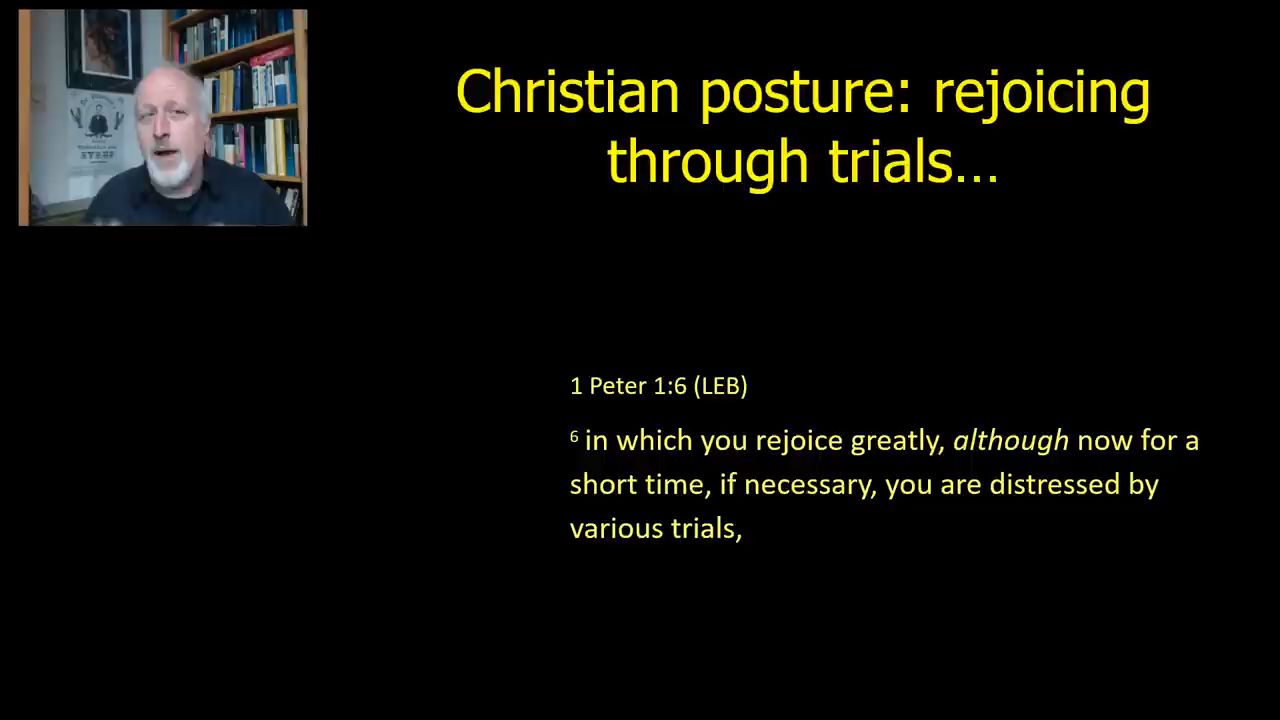 Christian posture: rejoicing
through trials...
1 Peter 1:6 (LEB)
6 in which you rejoice greatly, although now for a
short time, if necessary, you are distressed by
various trials,